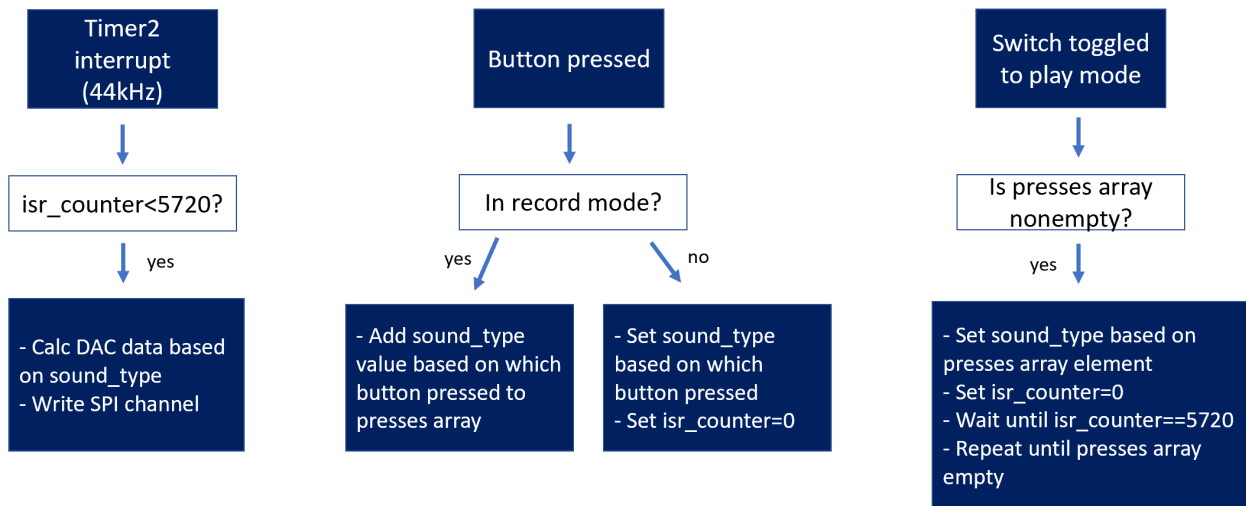 Timer2
interrupt
(44kHz)
isr_counter<5720?
yes
- Calc DAC data based
on sound_type
- Write SPI channel
Button pressed
In record mode?
yes
no
- Add sound_type
value based on which
button pressed to
presses array
- Set sound_type
based on which
button pressed
- Set isr_counter=0
Switch toggled
to play mode
Is presses array
nonempty?
yes
- Set sound_type based on
presses array element
- Set isr_counter=0
- Wait until isr_counter==5720
- Repeat until presses array
empty